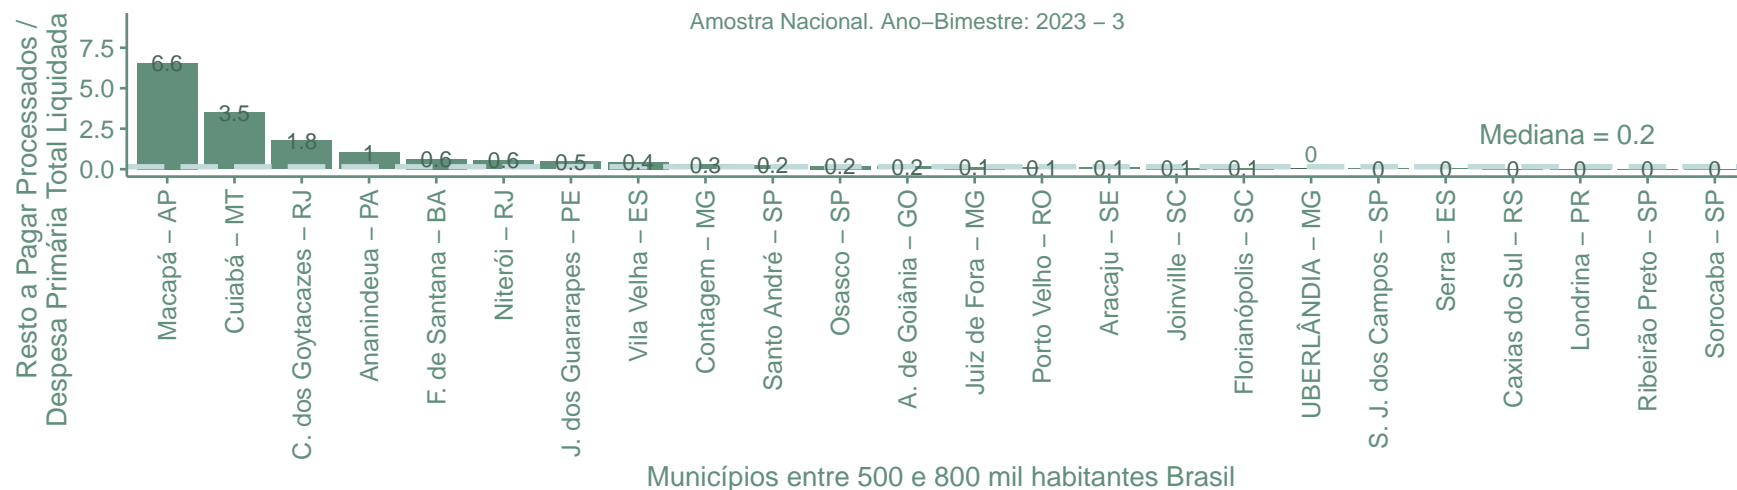 Amostra Nacional. Ano−Bimestre: 2023 − 3
Resto a Pagar Processados /
Despesa Primária Total Liquidada
7.5
5.0
2.5
0.0
6.6
3.5
1.8
1
0.6
0.6
0.5
0.4
0.3
0.2
0.2
0.2
0.1
0.1
0.1
0.1
0.1
0
0
0
0
0
0
0
Mediana = 0.2
Macapá − AP
Cuiabá − MT
C. dos Goytacazes − RJ
Ananindeua − PA
F. de Santana − BA
Niterói − RJ
J. dos Guararapes − PE
Vila Velha − ES
Contagem − MG
Santo André − SP
Osasco − SP
A. de Goiânia − GO
Juiz de Fora − MG
Porto Velho − RO
Aracaju − SE
Joinville − SC
Florianópolis − SC
UBERLÂNDIA − MG
S. J. dos Campos − SP
Serra − ES
Caxias do Sul − RS
Londrina − PR
Ribeirão Preto − SP
Sorocaba − SP
Municípios entre 500 e 800 mil habitantes Brasil